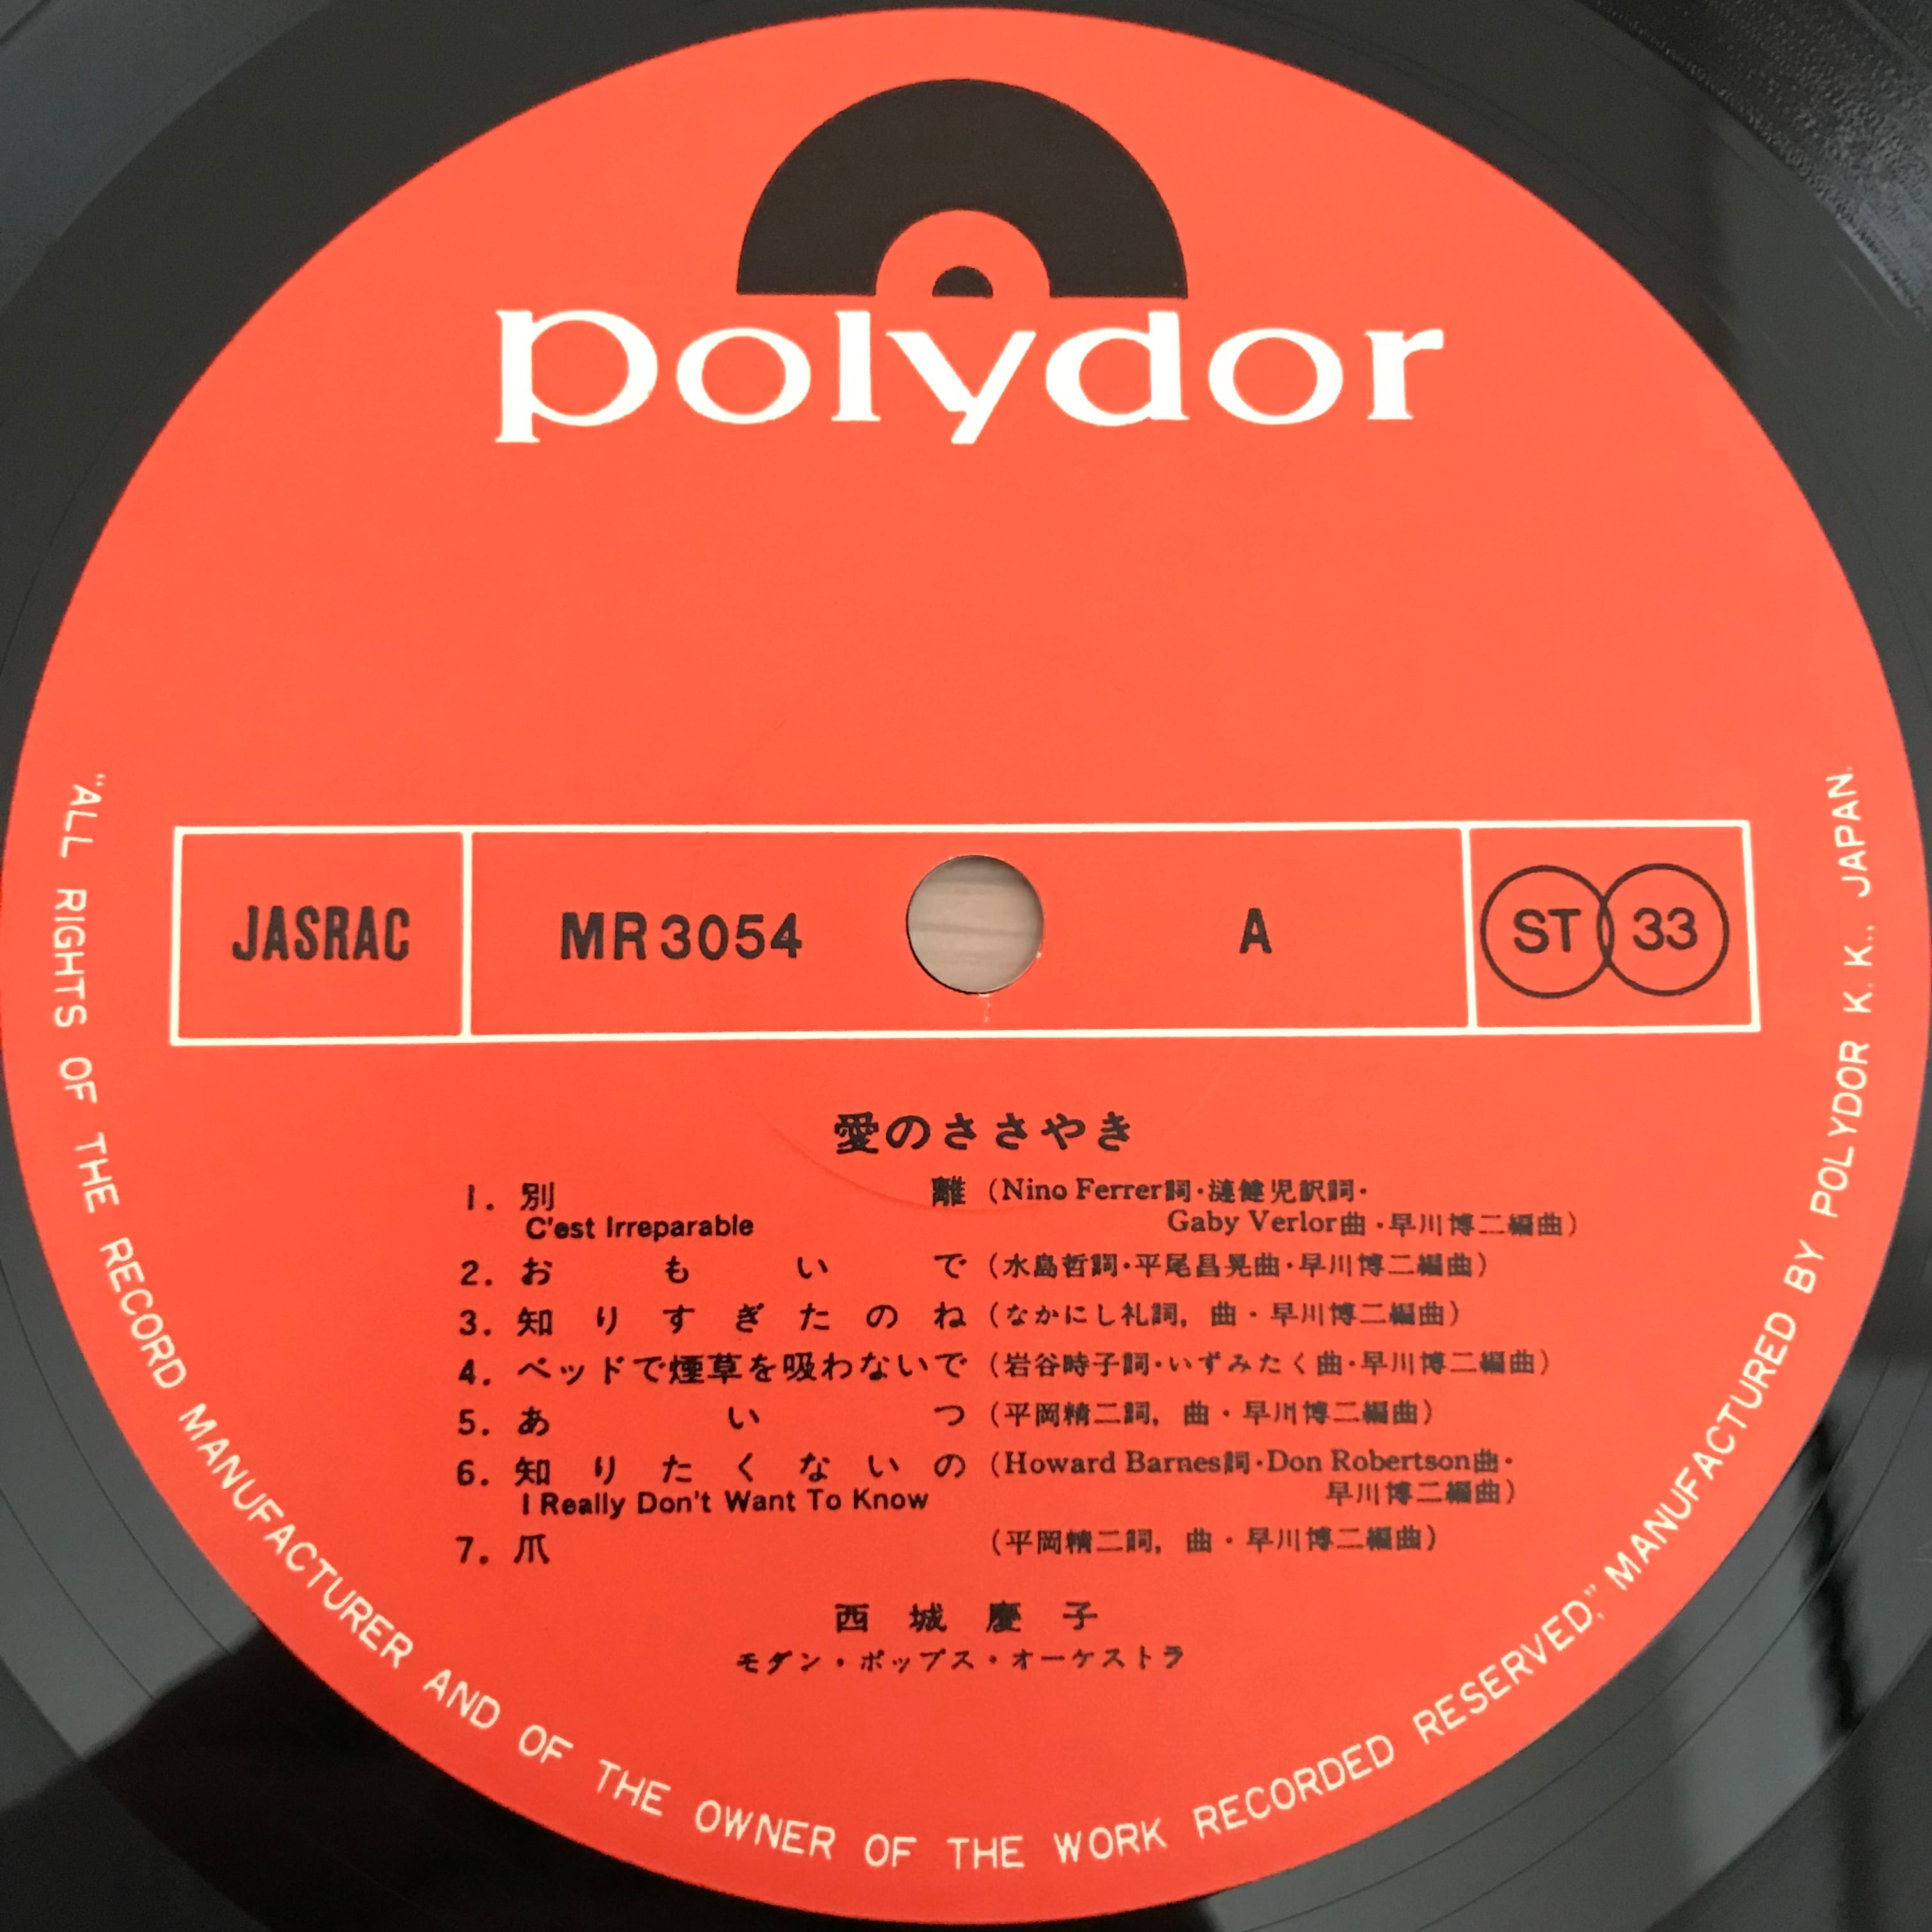 polydor
JASRAC MR3054 A ST 33
愛のささやき
1. 別離 (Nino Ferrer詞・漣健児訳詞・
C'est Irreparable Gaby Verlor曲・早川博二編曲)
2. おもいで (水島哲詞・平尾昌晃曲・早川博二編曲)
3. 知りすぎたのね (なかにし礼詞, 曲・早川博二編曲)
4. ベッドで煙草を吸わないで (岩谷時子詞・いずみたく曲・早川博二編曲)
5. あいつ (平岡精二詞, 曲・早川博二編曲)
6. 知りたくないの (Howard Barnes詞・Don Robertson曲・
I Really Don't Want To Know 早川博二編曲)
7. 爪 (平岡精二詞, 曲・早川博二編曲)
西城慶子
モダン・ポップス・オーケストラ
"ALL RIGHTS OF THE RECORD MANUFACTURER AND OF THE OWNER OF THE WORK RECORDED RESERVED," MANUFACTURED BY POLYDOR K. K., JAPAN.